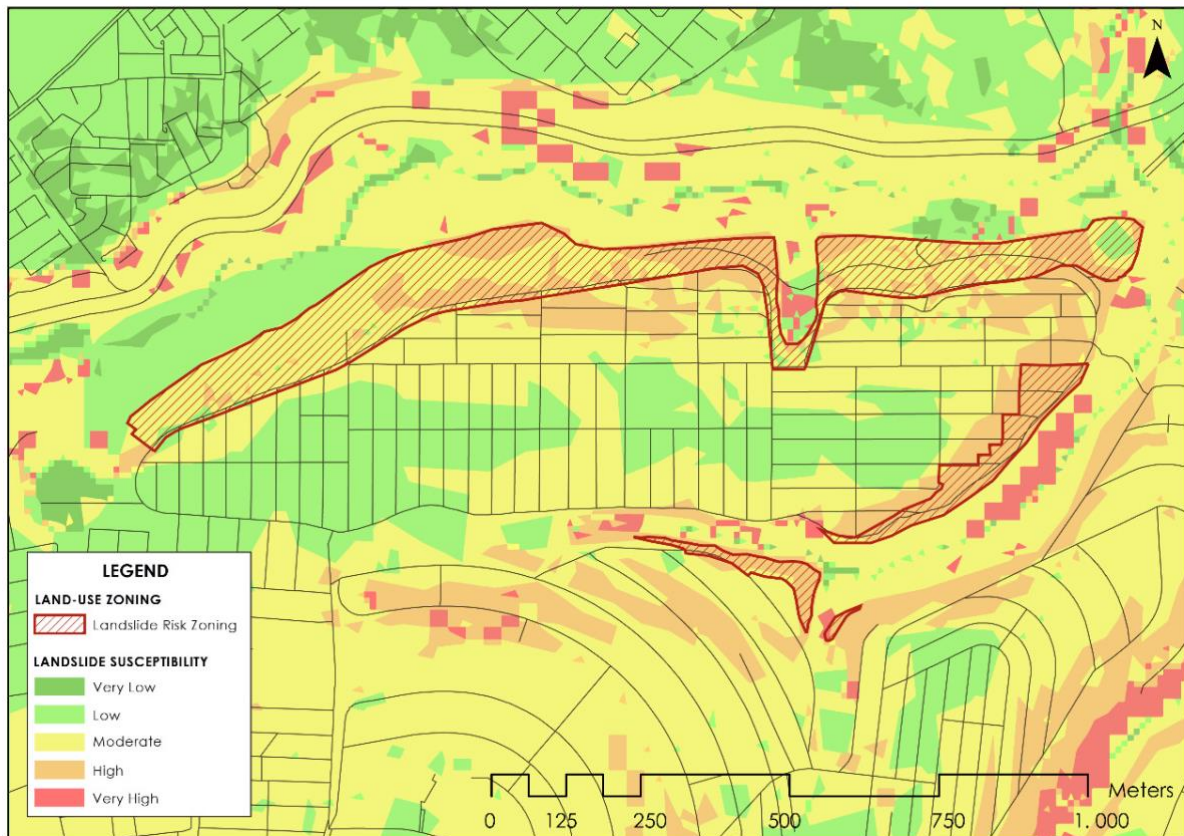 N
LEGEND
LAND-USE ZONING
Landslide Risk Zoning
LANDSLIDE SUSCEPTIBILITY
Very Low
Low
Moderate
High
Very High
Meters
0 125 250 500 750 1.000